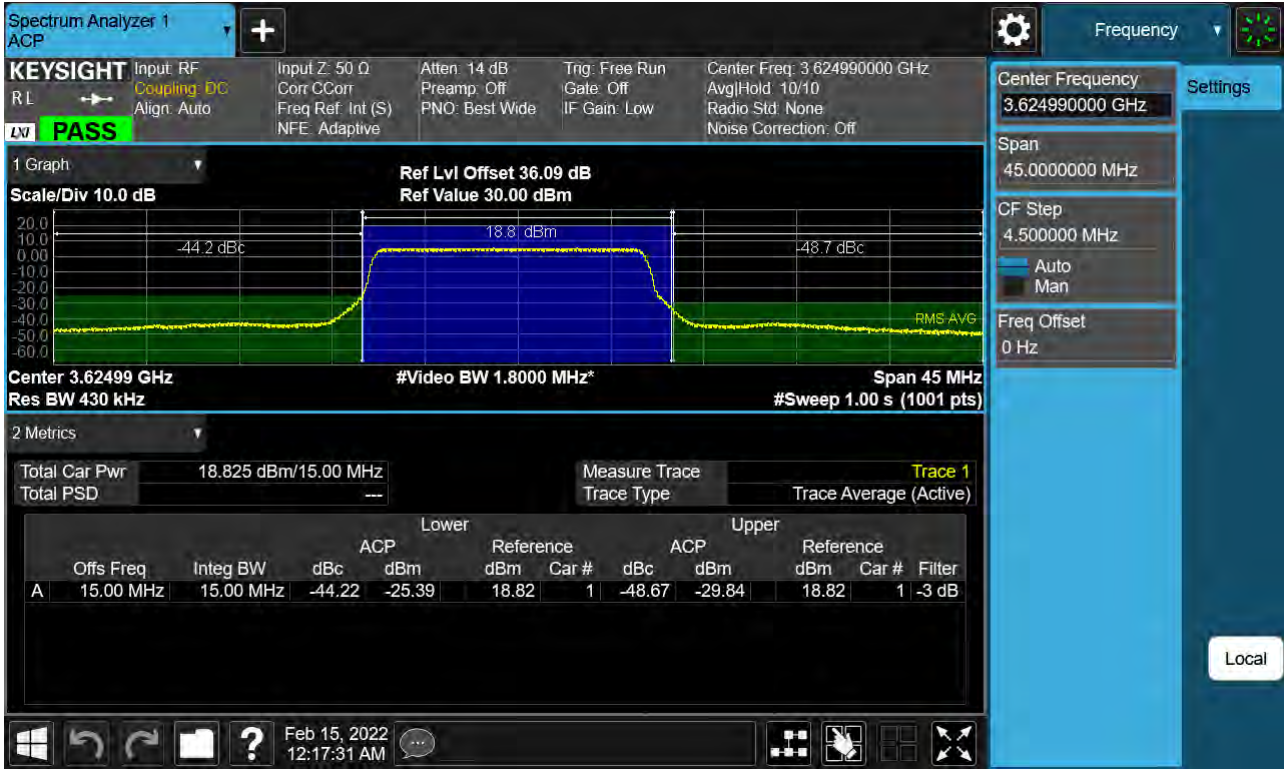 Spectrum Analyzer 1
ACP
+
Frequency
KEYSIGHT
R L
LXI
PASS
Input: RF
Coupling: DC
Align: Auto
Input Z: 50 Ω
Corr CCorr
Freq Ref: Int (S)
NFE: Adaptive
Atten: 14 dB
Preamp: Off
PNO: Best Wide
Trig: Free Run
Gate: Off
IF Gain: Low
Center Freq: 3.624990000 GHz
Avg|Hold: 10/10
Radio Std: None
Noise Correction: Off
Center Frequency
3.624990000 GHz
Settings
Span
45.0000000 MHz
CF Step
4.500000 MHz
Auto
Man
Freq Offset
0 Hz
Local
1 Graph
Scale/Div 10.0 dB
Ref Lvl Offset 36.09 dB
Ref Value 30.00 dBm
20.0
10.0
0.00
-10.0
-20.0
-30.0
-40.0
-50.0
-60.0
-44.2 dBc
18.8 dBm
-48.7 dBc
RMS AVG
Center 3.62499 GHz #Video BW 1.8000 MHz* Span 45 MHz
Res BW 430 kHz #Sweep 1.00 s (1001 pts)
2 Metrics
Total Car Pwr 18.825 dBm/15.00 MHz Measure Trace Trace 1
Total PSD --- Trace Type Trace Average (Active)
Lower Upper
ACP Reference ACP Reference
Offs Freq Integ BW dBc dBm dBm Car # dBc dBm dBm Car # Filter
A 15.00 MHz 15.00 MHz -44.22 -25.39 18.82 1 -48.67 -29.84 18.82 1 -3 dB
?
Feb 15, 2022
12:17:31 AM